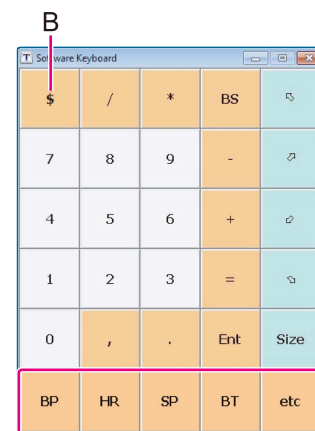 B
T Software Keyboard
$ / * BS
7 8 9 -
4 5 6 +
1 2 3 =
0 , . Ent Size
BP HR SP BT etc